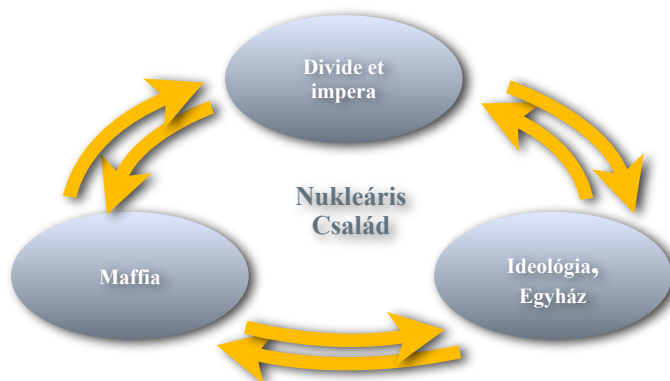 Divide et
impera
Nukleáris
Család
Maffia
Ideológia,
Egyház